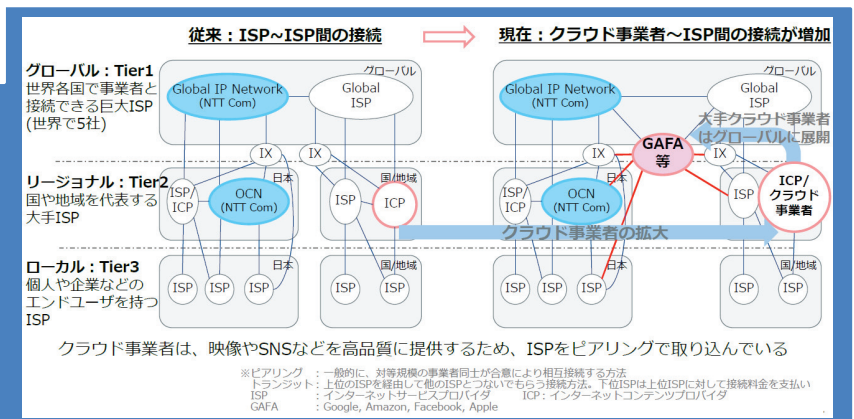 従来：ISP~ISP間の接続
現在：クラウド事業者～ISP間の接続が増加
グローバル：Tier1
世界各国で事業者と
接続できる巨大ISP
(世界で5社)
グローバル
Global IP Network
(NTT Com)
Global
ISP
IX
IX
リージョナル：Tier2
国や地域を代表する
大手ISP
日本
ISP/
ICP
OCN
(NTT Com)
国/地域
ISP
ICP
ローカル：Tier3
個人や企業などの
エンドユーザを持つ
ISP
日本
ISP
ISP
ISP
国/地域
ISP
ISP
グローバル
Global IP Network
(NTT Com)
Global
ISP
大手クラウド事業者
はグローバルに展開
GAFA
等
IX
IX
日本
ISP/
ICP
OCN
(NTT Com)
国/地域
ISP
ICP/
クラウド
事業者
クラウド事業者の拡大
日本
ISP
ISP
ISP
国/地域
ISP
ISP
クラウド事業者は、映像やSNSなどを高品質に提供するため、ISPをピアリングで取り込んでいる
※ピアリング ：一般的に、対等規模の事業者同士が合意により相互接続する方法
トランジット：上位のISPを経由して他のISPとつないでもらう接続方法。下位ISPは上位ISPに対して接続料金を支払い
ISP ：インターネットサービスプロバイダ ICP：インターネットコンテンツプロバイダ
GAFA ：Google, Amazon, Facebook, Apple